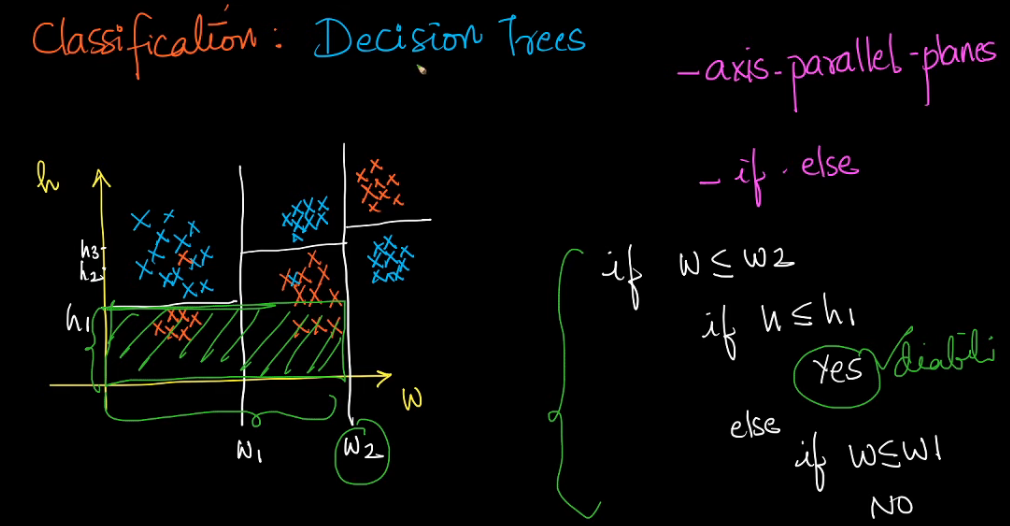 Classification: Decision Trees
- axis-parallel-planes
- if-else
h
h3
h2
h1
w
w1
w2
if w ≤ w2
if h ≤ h1
Yes diabiti
else
if w ≤ w1
NO